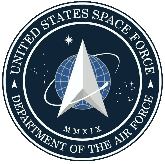 UNITED STATES SPACE FORCE
MMXIX
DEPARTMENT OF THE AIR FORCE